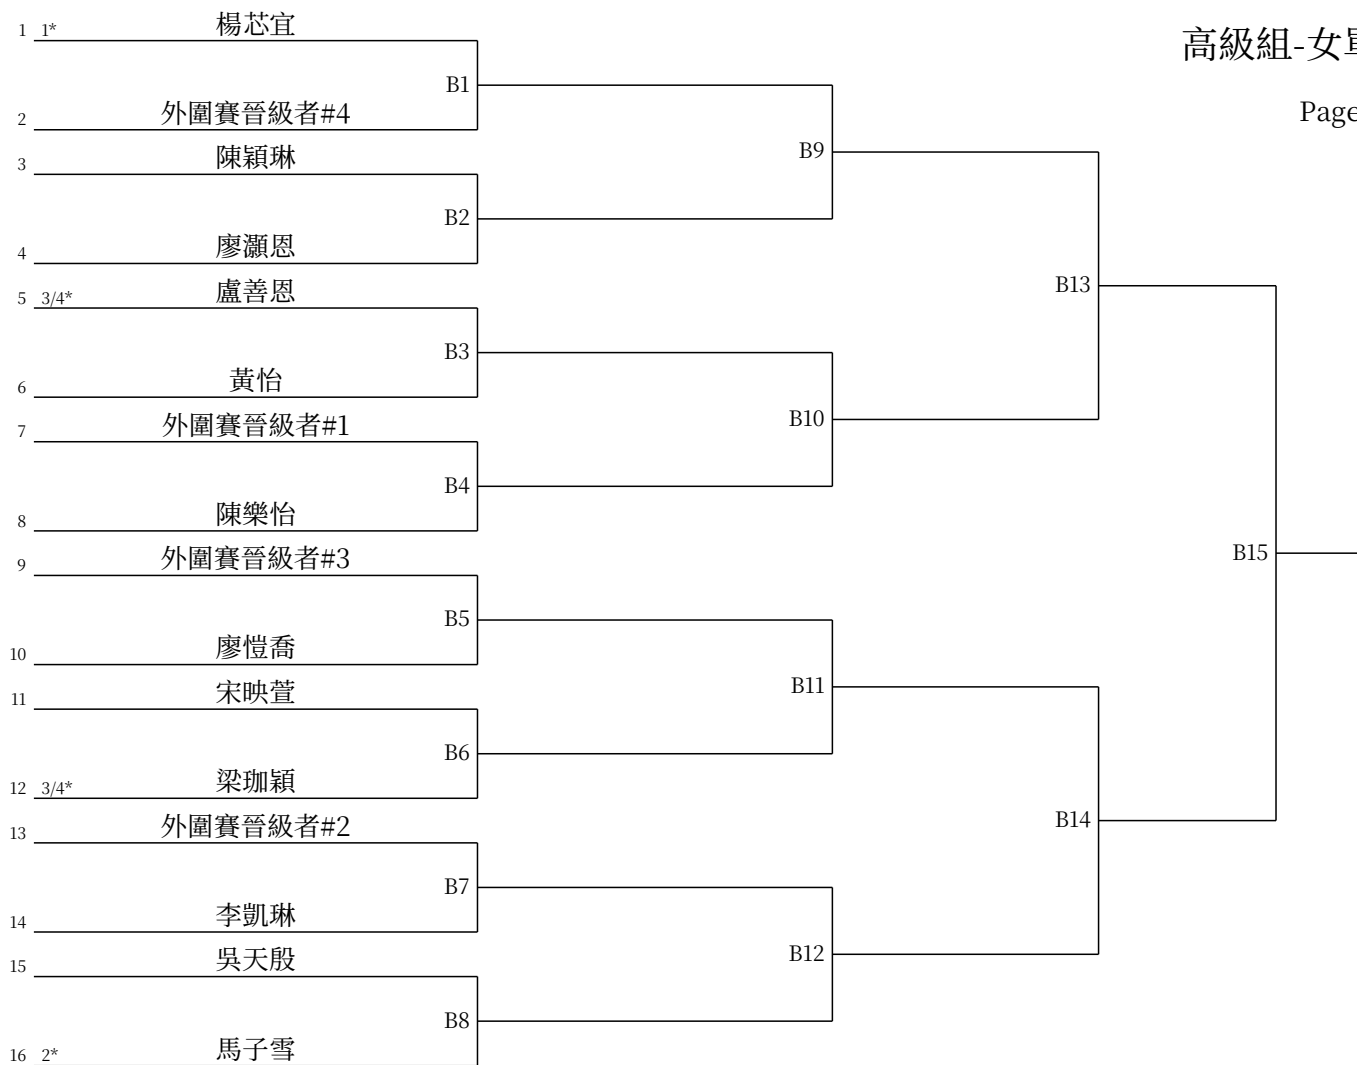 高級組-女
Page
1 1* 楊芯宜
B1
2 外圍賽晉級者#4
3 陳穎琳
B9
B2
4 廖灝恩
B13
5 3/4* 盧善恩
B3
6 黃怡
B10
7 外圍賽晉級者#1
B4
8 陳樂怡
B15
9 外圍賽晉級者#3
B5
10 廖愷喬
B11
11 宋映萱
B6
12 3/4* 梁珈穎
B14
13 外圍賽晉級者#2
B7
14 李凱琳
B12
15 吳天殷
B8
16 2* 馬子雪